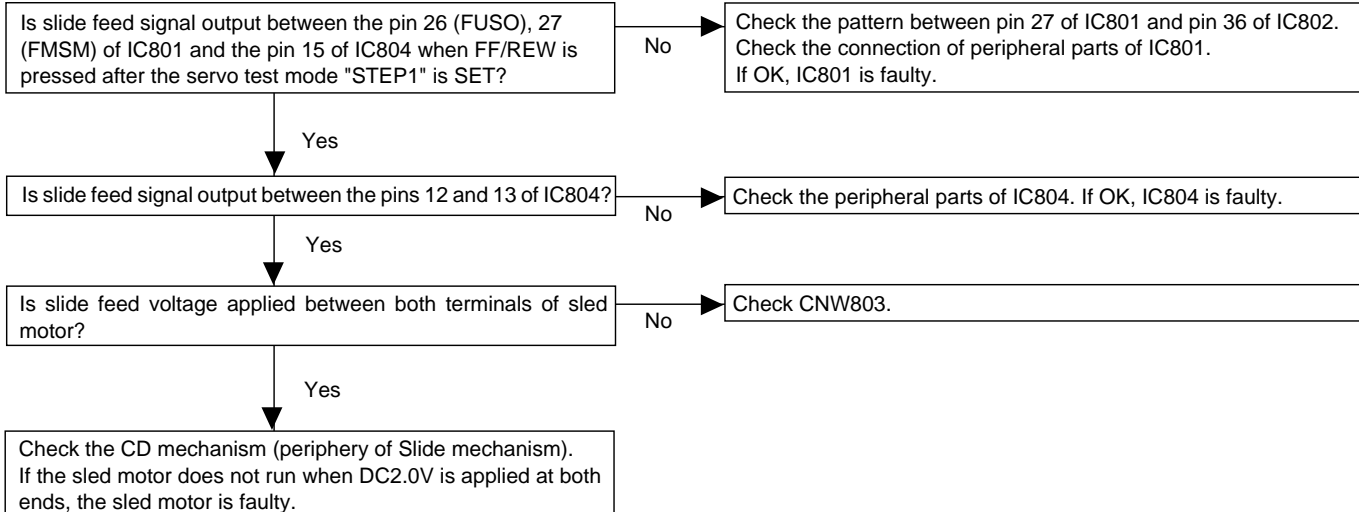 Is slide feed signal output between the pin 26 (FUSO), 27
(FMSM) of IC801 and the pin 15 of IC804 when FF/REW is
pressed after the servo test mode "STEP1" is SET?
No
Check the pattern between pin 27 of IC801 and pin 36 of IC802.
Check the connection of peripheral parts of IC801.
If OK, IC801 is faulty.
Yes
Is slide feed signal output between the pins 12 and 13 of IC804?
No
Check the peripheral parts of IC804. If OK, IC804 is faulty.
Yes
Is slide feed voltage applied between both terminals of sled
motor?
No
Check CNW803.
Yes
Check the CD mechanism (periphery of Slide mechanism).
If the sled motor does not run when DC2.0V is applied at both
ends, the sled motor is faulty.